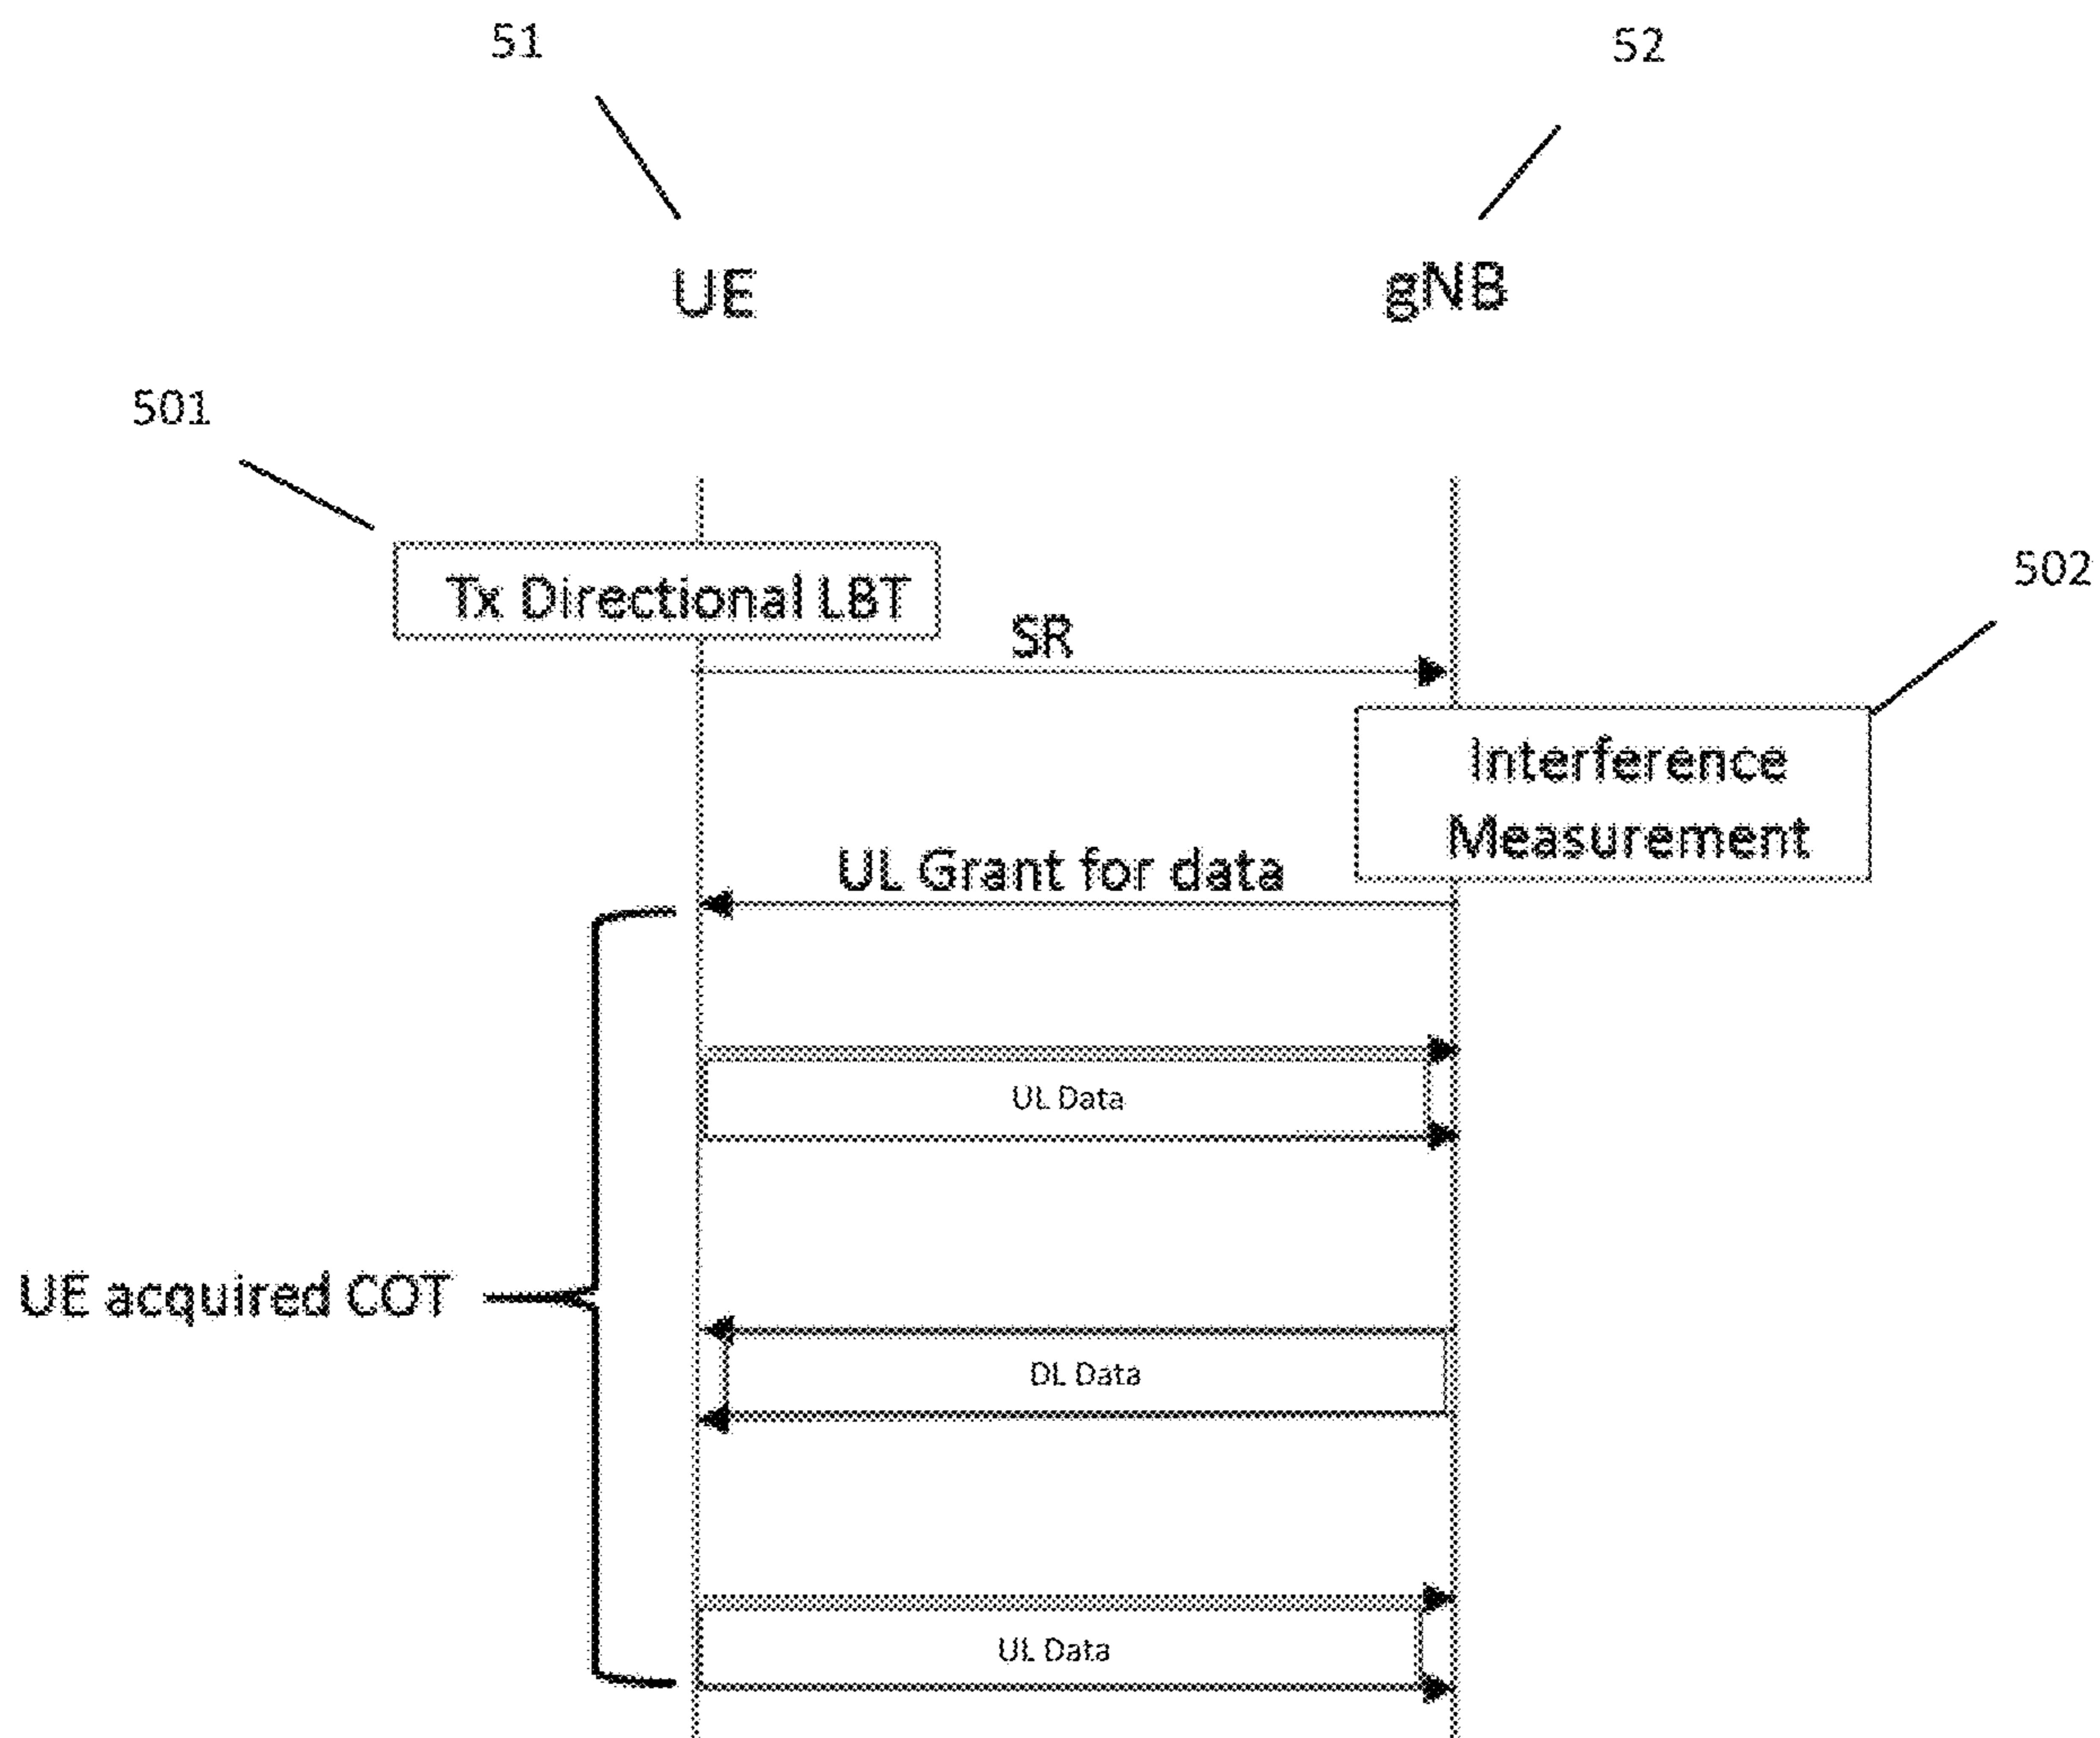 51
52
UE
gNB
501
502
Tx Directional LBT
SR
Interference
Measurement
UL Grant for data
UL Data
UE acquired COT
DL Data
UL Data